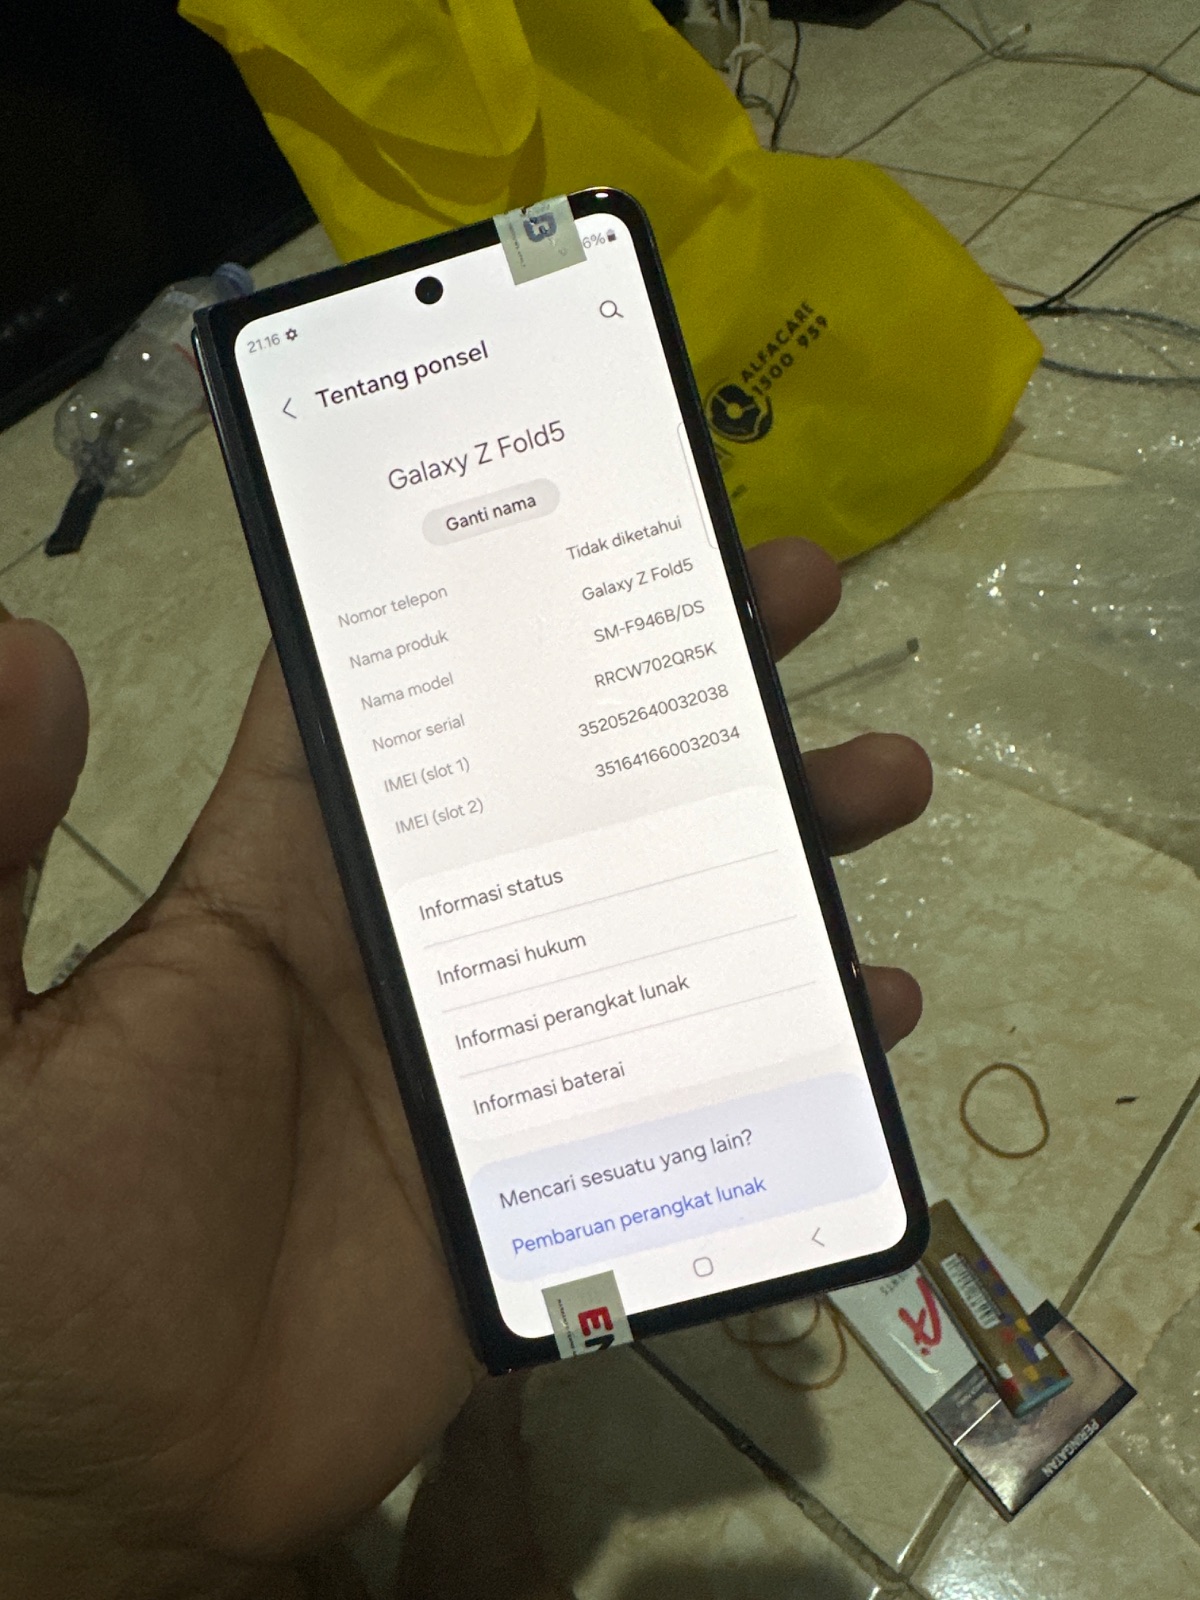 21.16
6%
Tentang ponsel
Galaxy Z Fold5
Ganti nama
Nomor telepon Tidak diketahui
Nama produk Galaxy Z Fold5
Nama model SM-F946B/DS
Nomor serial RRCW702QR5K
IMEI (slot 1) 352052640032038
IMEI (slot 2) 351641660032034
Informasi status
Informasi hukum
Informasi perangkat lunak
Informasi baterai
Mencari sesuatu yang lain?
Pembaruan perangkat lunak
ALFACARE
1500 959
PERINGATAN